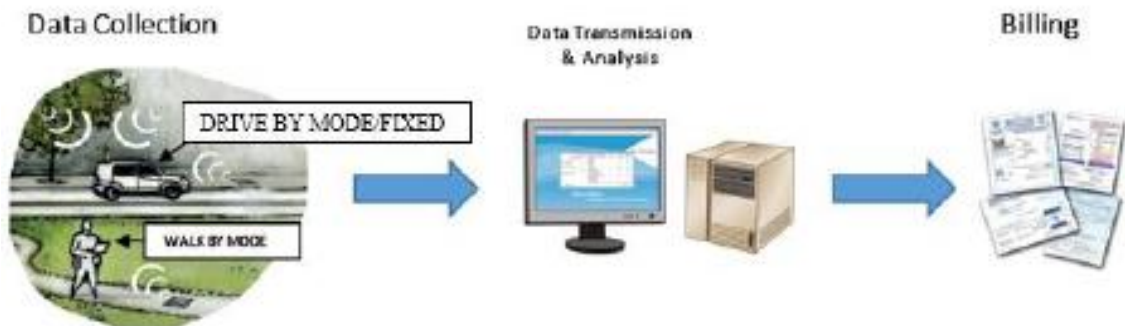 Data Collection
Data Transmission
& Analysis
Billing
DRIVE BY MODE/FIXED
WALK BY MODE